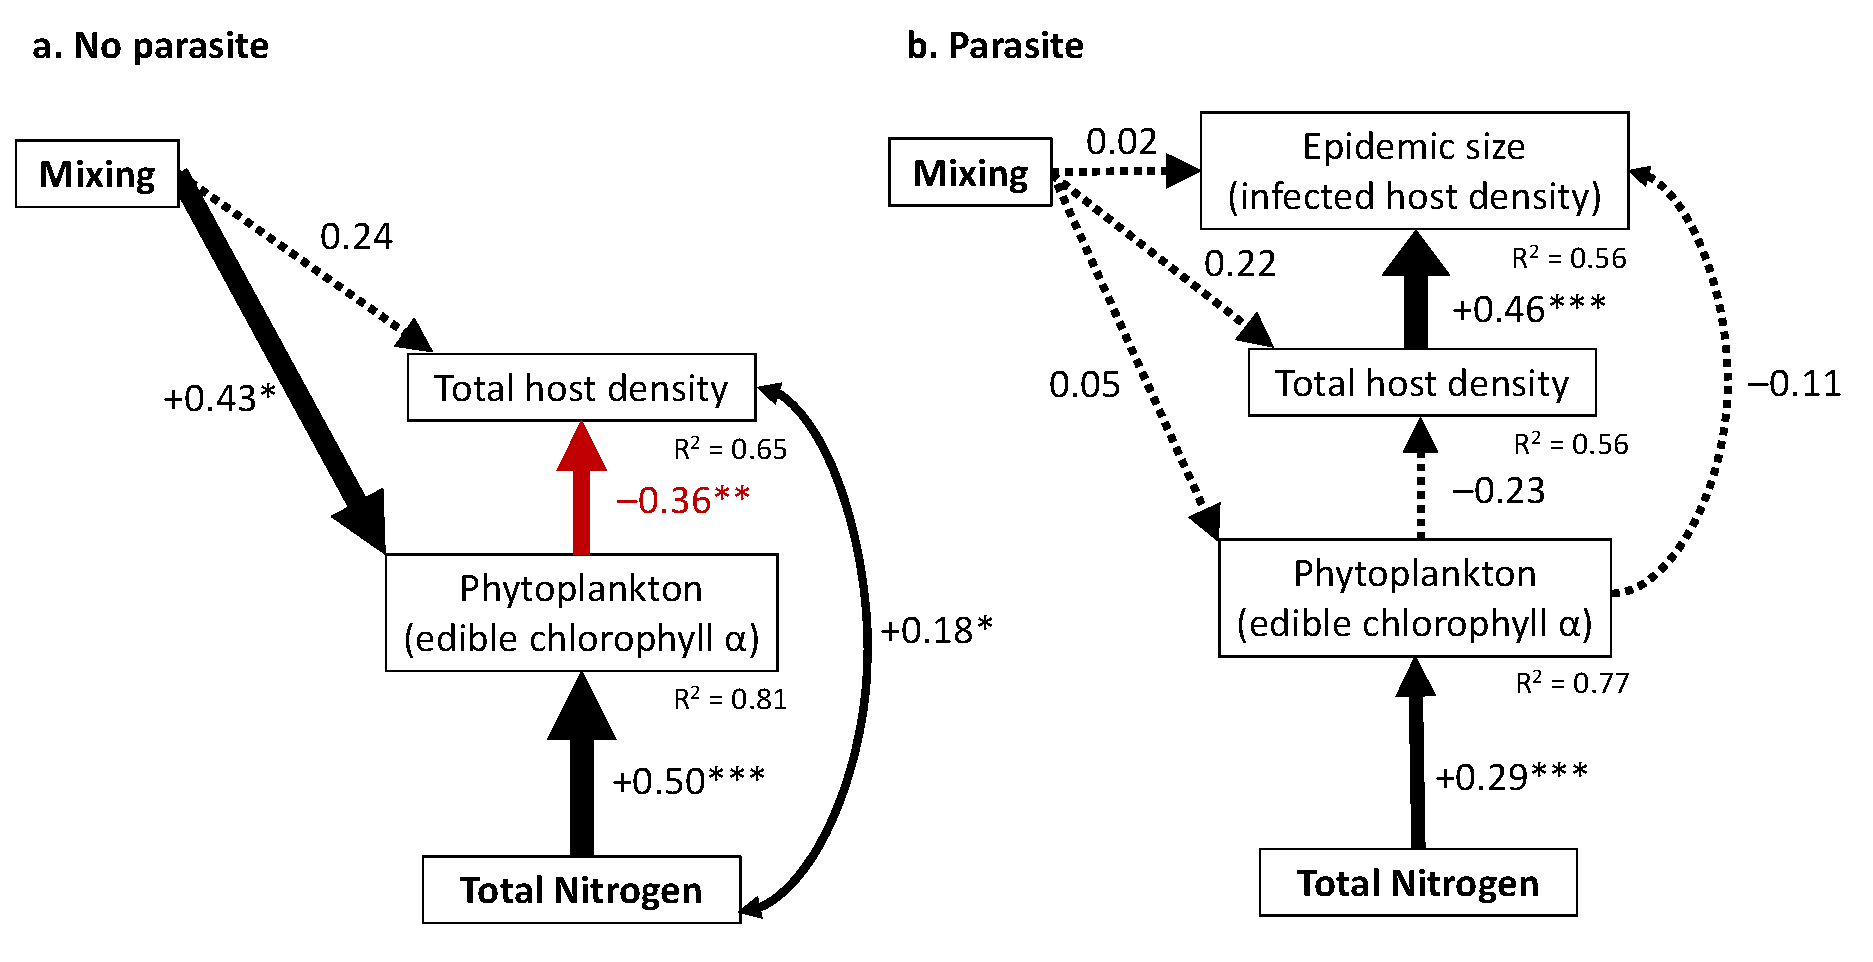 a. No parasite
Mixing
0.24
+0.43*
Total host density
R² = 0.65
–0.36**
Phytoplankton
(edible chlorophyll α)
+0.18*
R² = 0.81
+0.50***
Total Nitrogen
b. Parasite
Mixing
0.02
Epidemic size
(infected host density)
0.22
R² = 0.56
+0.46***
0.05
Total host density
–0.11
R² = 0.56
–0.23
Phytoplankton
(edible chlorophyll α)
R² = 0.77
+0.29***
Total Nitrogen